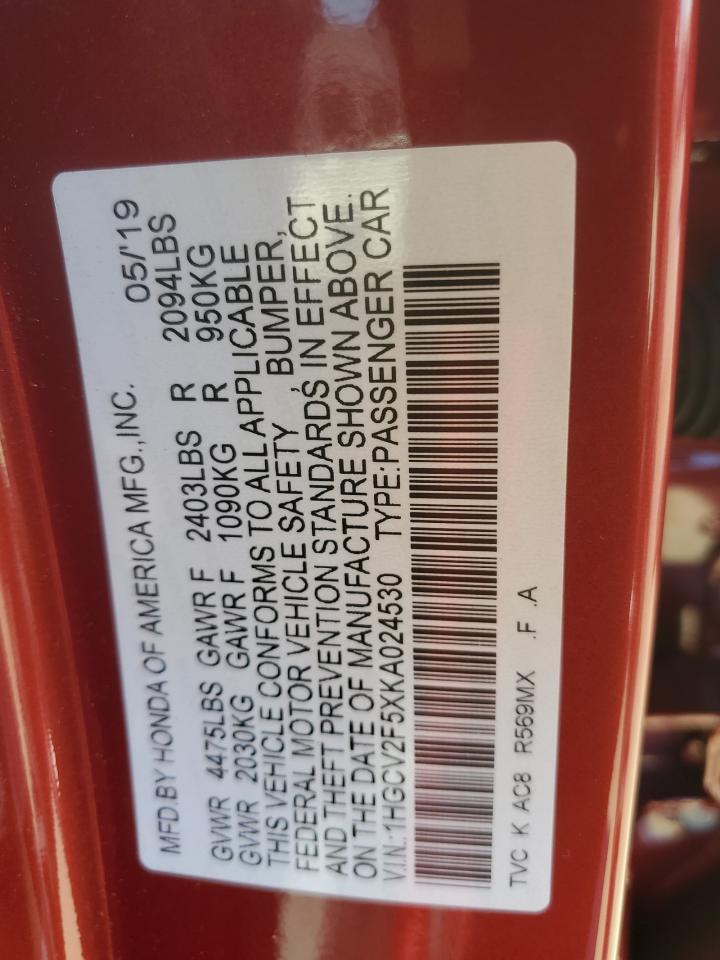 MFD.BY HONDA OF AMERICA MFG.,INC. 05/'19
GVWR 4475LBS GAWR F 2403LBS R 2094LBS
GVWR 2030KG GAWR F 1090KG R 950KG
THIS VEHICLE CONFORMS TO ALL APPLICABLE
FEDERAL MOTOR VEHICLE SAFETY , BUMPER,
AND THEFT PREVENTION STANDARDS IN EFFECT
ON THE DATE OF MANUFACTURE SHOWN ABOVE.
V.I.N.:1HGCV2F5XKA024530 TYPE:PASSENGER CAR
TVC K AC8 R569MX .F .A